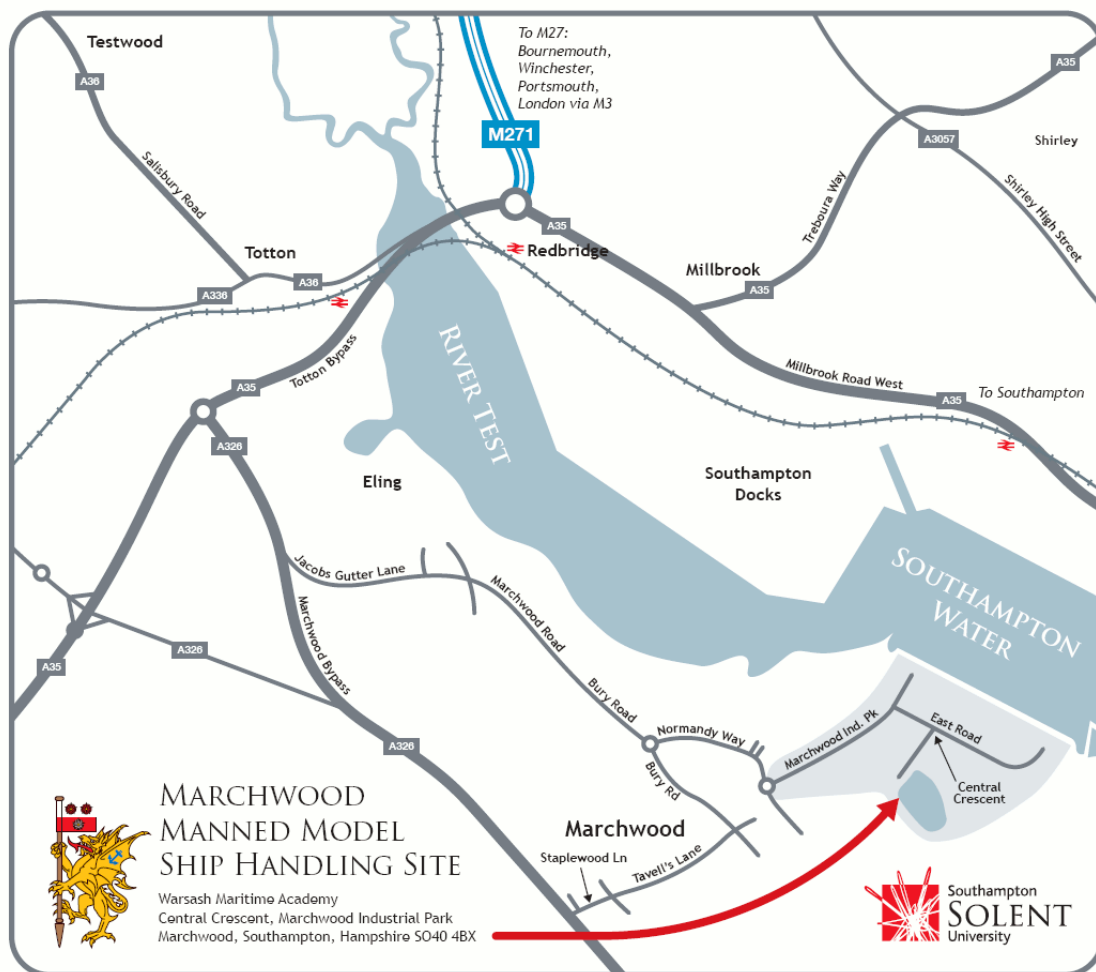 Testwood
A36
To M27:
Bournemouth,
Winchester,
Portsmouth,
London via M3
M271
A35
A3057
Shirley
Salisbury Road
Treboura Way
Shirley High Street
Totton
A36
A336
A35
Redbridge
Millbrook
A35
RIVER TEST
Totton Bypass
A35
Millbrook Road West
A35
To Southampton
A326
Eling
Southampton
Docks
SOUTHAMPTON
WATER
Jacobs Gutter Lane
Marchwood Road
Marchwood Bypass
A326
A35
Bury Road
Normandy Way
Marchwood Ind. Pk
East Road
A326
Bury Rd
Central
Crescent
Marchwood
Staplewood Ln
Tavell's Lane
MARCHWOOD
MANNED MODEL
SHIP HANDLING SITE
Warsash Maritime Academy
Central Crescent, Marchwood Industrial Park
Marchwood, Southampton, Hampshire SO40 4BX
Southampton
SOLENT
University